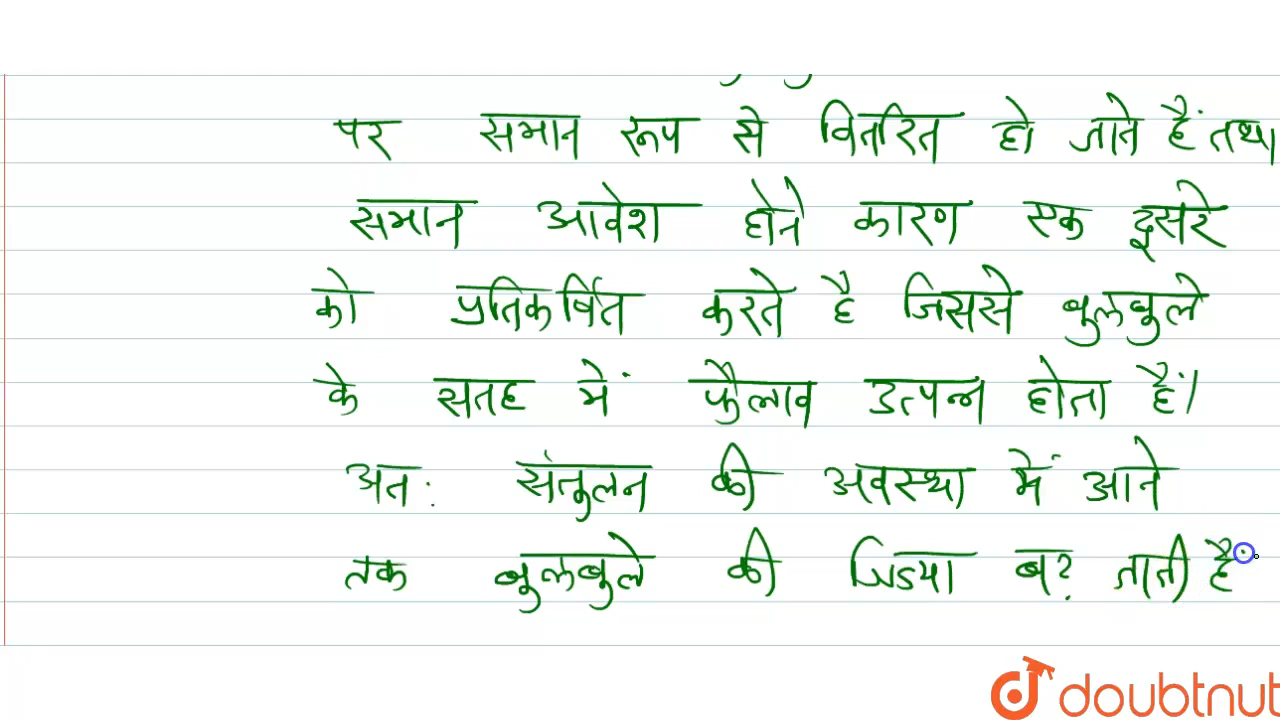 पर समान रूप से वितरित हो जाते हैं तथा
समान आवेश होने कारण एक दुसरे
को प्रतिकर्षित करते है जिससे बुलबुले
के सतह में फैलाव उत्पन्न होता हैं।
अतः संतुलन की अवस्था में आने
तक बुलबुले की त्रिज्या बढ़ जाती है
doubtnut